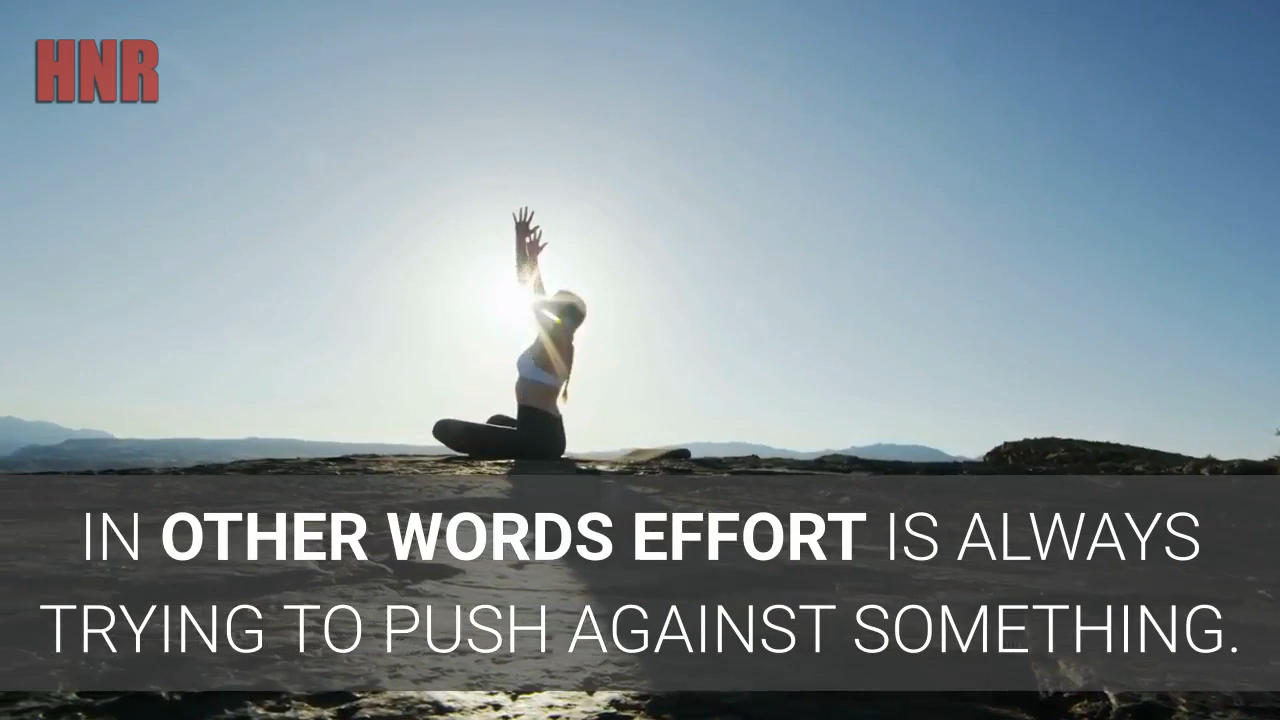 HNR
IN OTHER WORDS EFFORT IS ALWAYS
TRYING TO PUSH AGAINST SOMETHING.